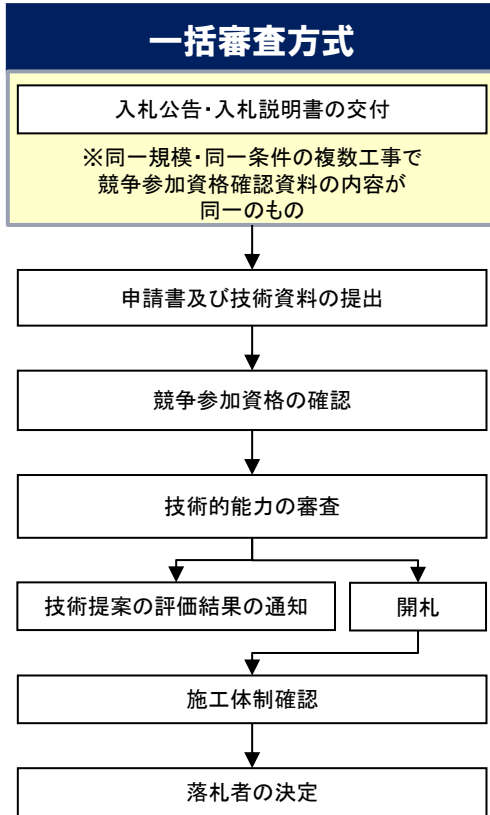 一括審査方式
入札公告・入札説明書の交付
※同一規模・同一条件の複数工事で
競争参加資格確認資料の内容が
同一のもの
申請書及び技術資料の提出
競争参加資格の確認
技術的能力の審査
技術提案の評価結果の通知
開札
施工体制確認
落札者の決定